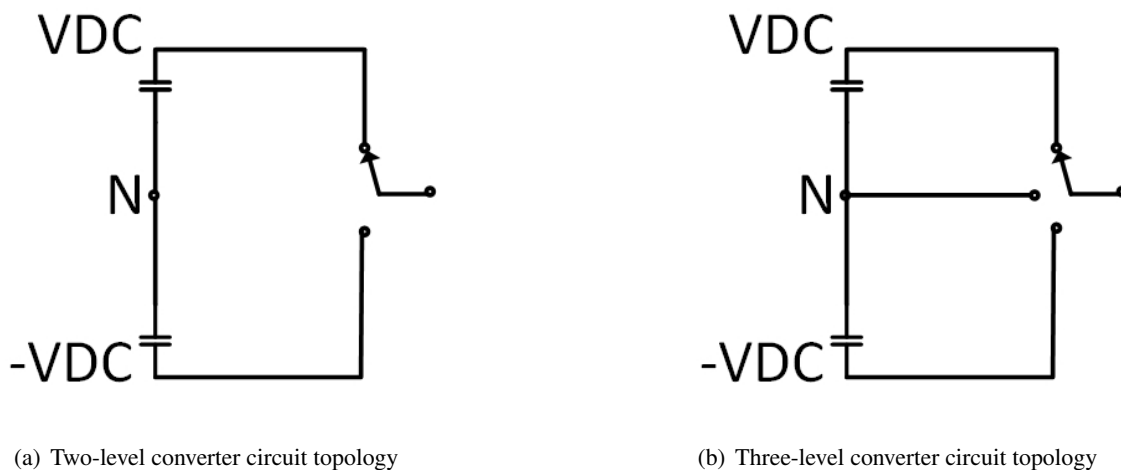 VDC
N
-VDC
(a) Two-level converter circuit topology
VDC
N
-VDC
(b) Three-level converter circuit topology